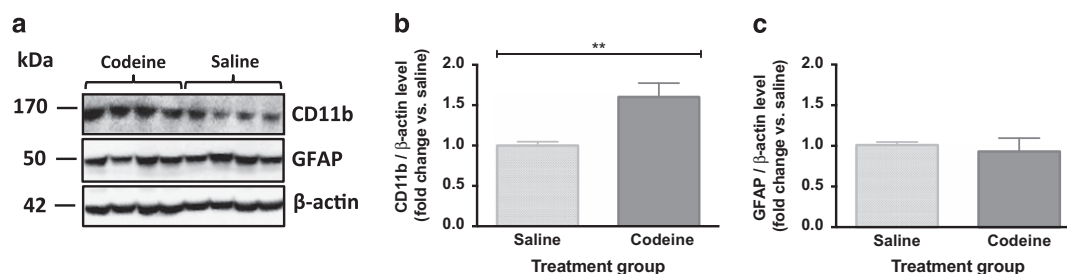 a
kDa
Codeine Saline
170
CD11b
50
GFAP
42
β-actin
b
CD11b / β-actin level
(fold change vs. saline)
**
2.0
1.5
1.0
0.5
0.0
Saline Codeine
Treatment group
c
GFAP / β-actin level
(fold change vs. saline)
2.0
1.5
1.0
0.5
0.0
Saline Codeine
Treatment group